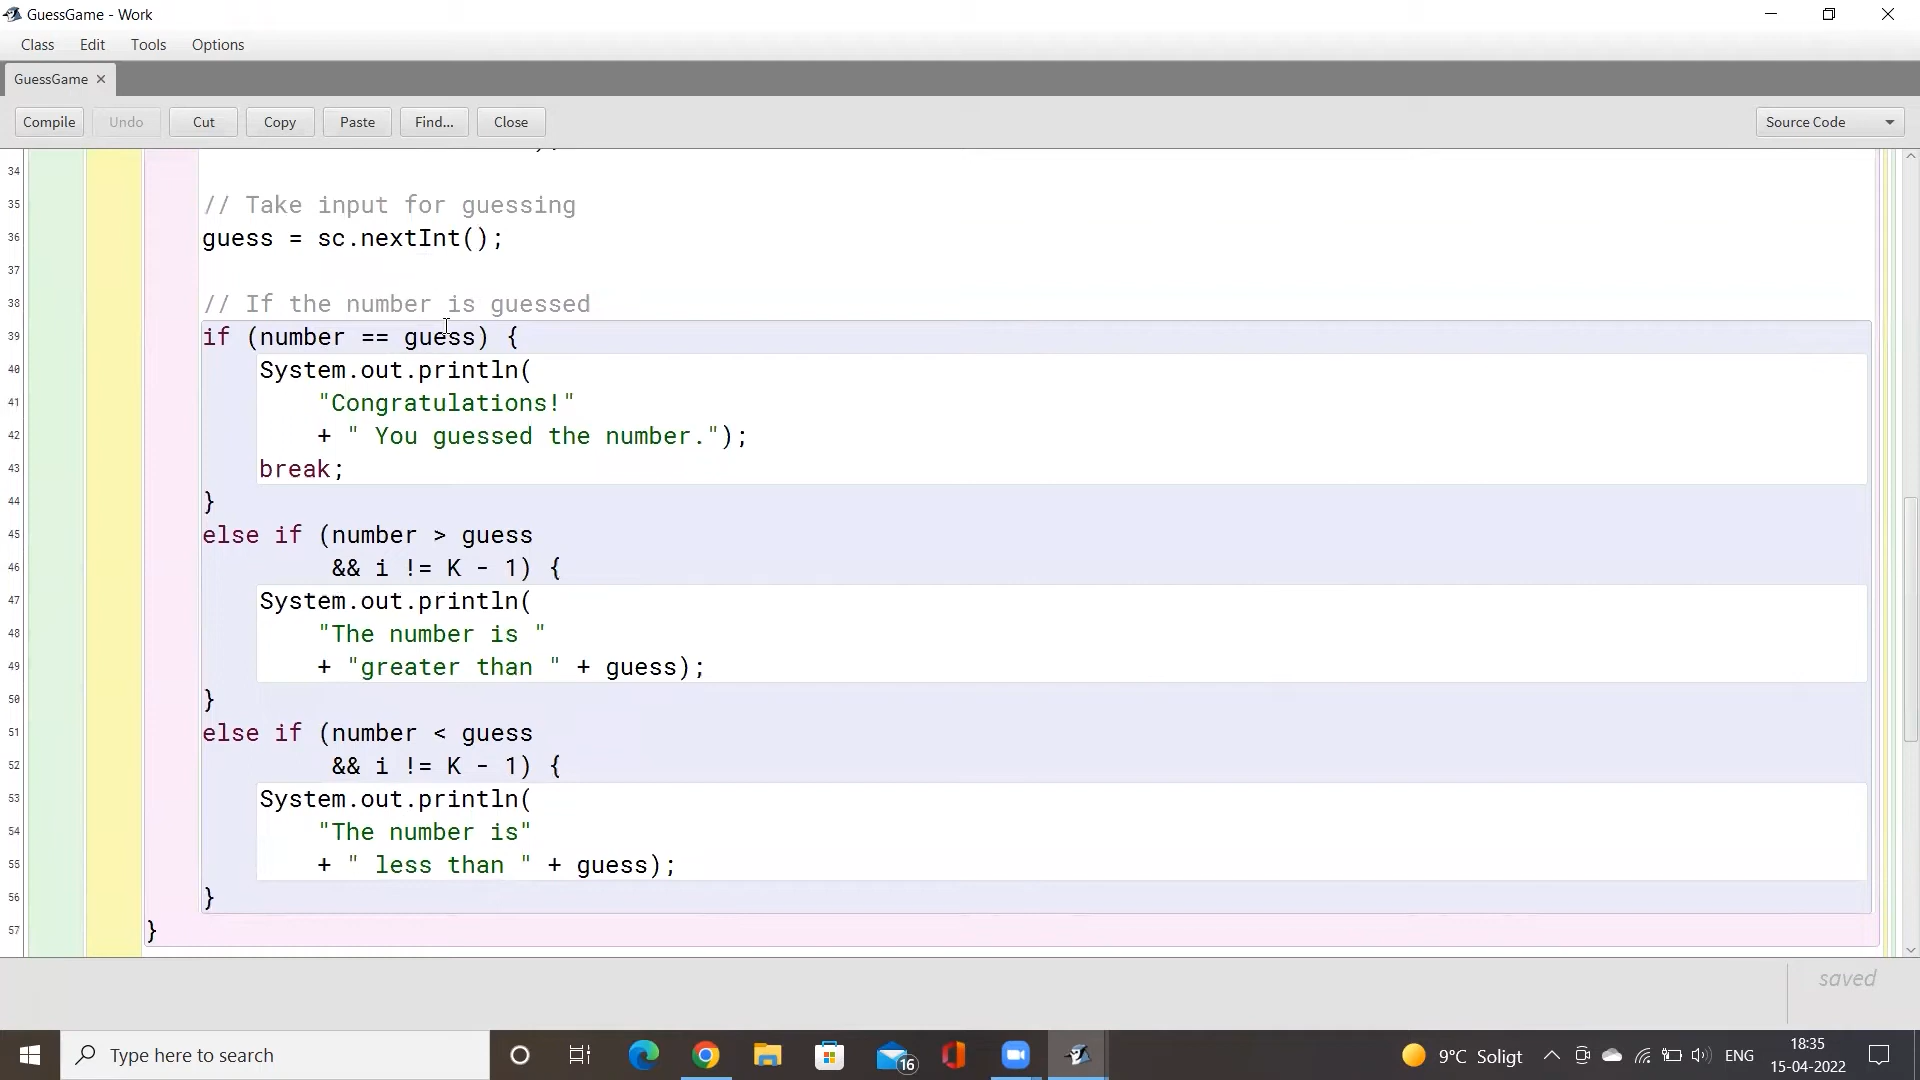 GuessGame - Work
Class Edit Tools Options
GuessGame
Compile Undo Cut Copy Paste Find... Close Source Code
34
35 // Take input for guessing
36 guess = sc.nextInt();
37
38 // If the number is guessed
39 if (number == guess) {
40 System.out.println(
41 "Congratulations!"
42 + " You guessed the number.");
43 break;
44 }
45 else if (number > guess
46 && i != K - 1) {
47 System.out.println(
48 "The number is "
49 + "greater than " + guess);
50 }
51 else if (number < guess
52 && i != K - 1) {
53 System.out.println(
54 "The number is"
55 + " less than " + guess);
56 }
57 }
saved
Type here to search
16
9°C Soligt
ENG
18:35
15-04-2022